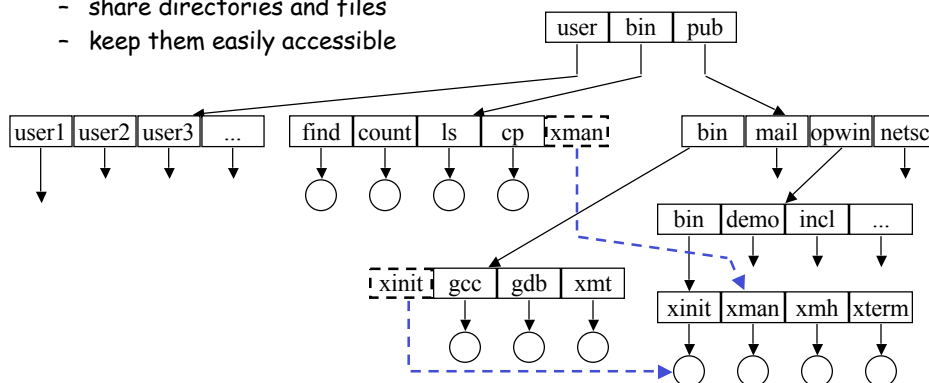 – share directories and files
– keep them easily accessible
user bin pub
user1 user2 user3 ... find count ls cp xman bin mail opwin netsc
bin demo incl ...
xinit gcc gdb xmt
xinit xman xmh xterm